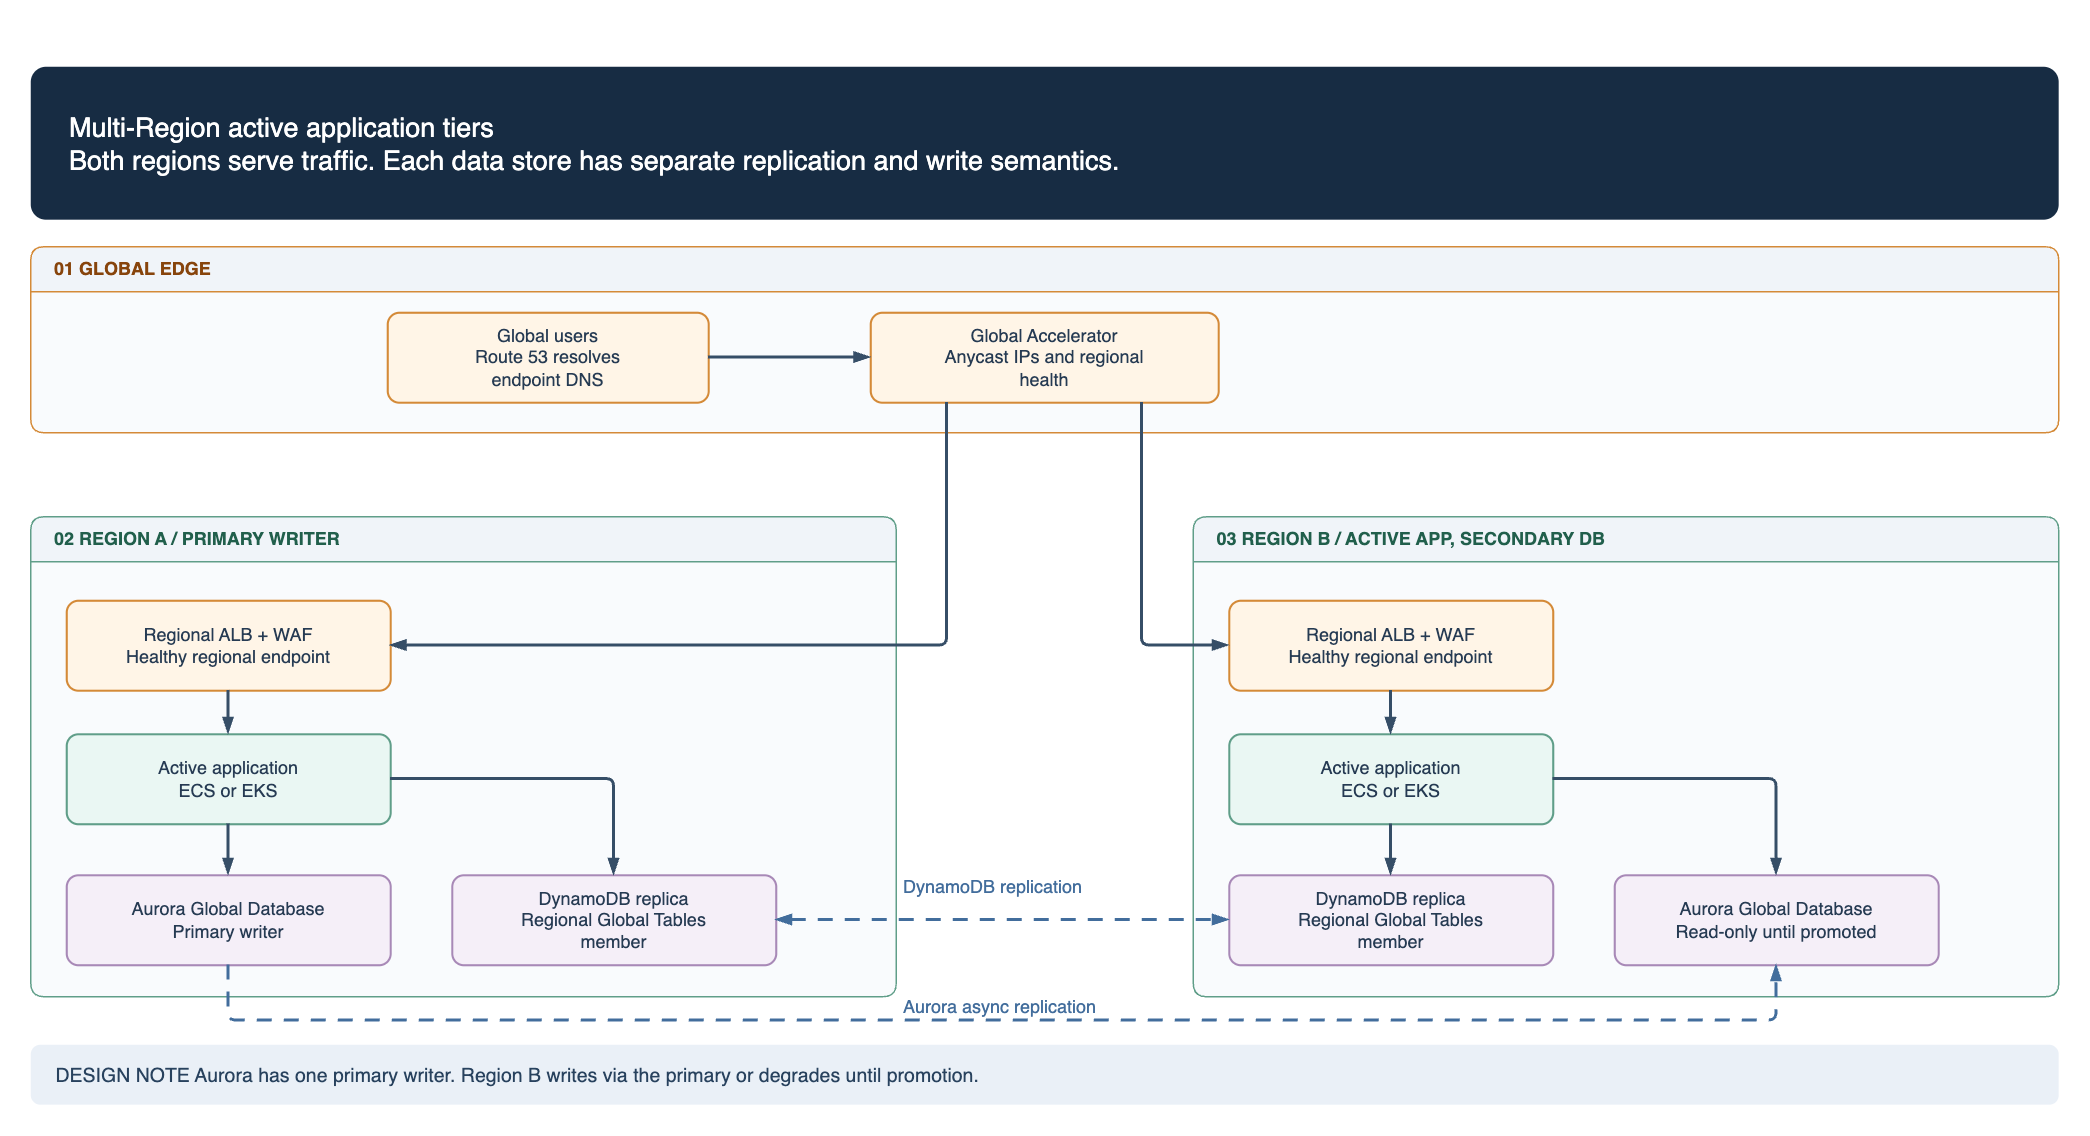 Multi-Region active application tiers
Both regions serve traffic. Each data store has separate replication and write semantics.
01 GLOBAL EDGE
Global users
Route 53 resolves
endpoint DNS
Global Accelerator
Anycast IPs and regional
health
02 REGION A / PRIMARY WRITER
Regional ALB + WAF
Healthy regional endpoint
Active application
ECS or EKS
Aurora Global Database
Primary writer
DynamoDB replica
Regional Global Tables
member
DynamoDB replication
Aurora async replication
03 REGION B / ACTIVE APP, SECONDARY DB
Regional ALB + WAF
Healthy regional endpoint
Active application
ECS or EKS
DynamoDB replica
Regional Global Tables
member
Aurora Global Database
Read-only until promoted
DESIGN NOTE Aurora has one primary writer. Region B writes via the primary or degrades until promotion.